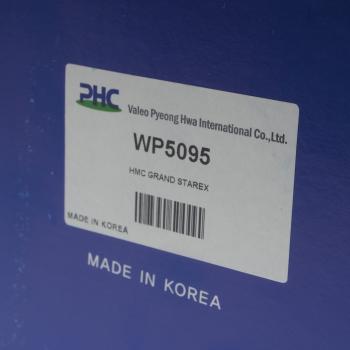 PHC
Valeo Pyeong Hwa International Co.,Ltd.
WP5095
HMC GRAND STAREX
MADE IN KOREA
MADE IN KOREA